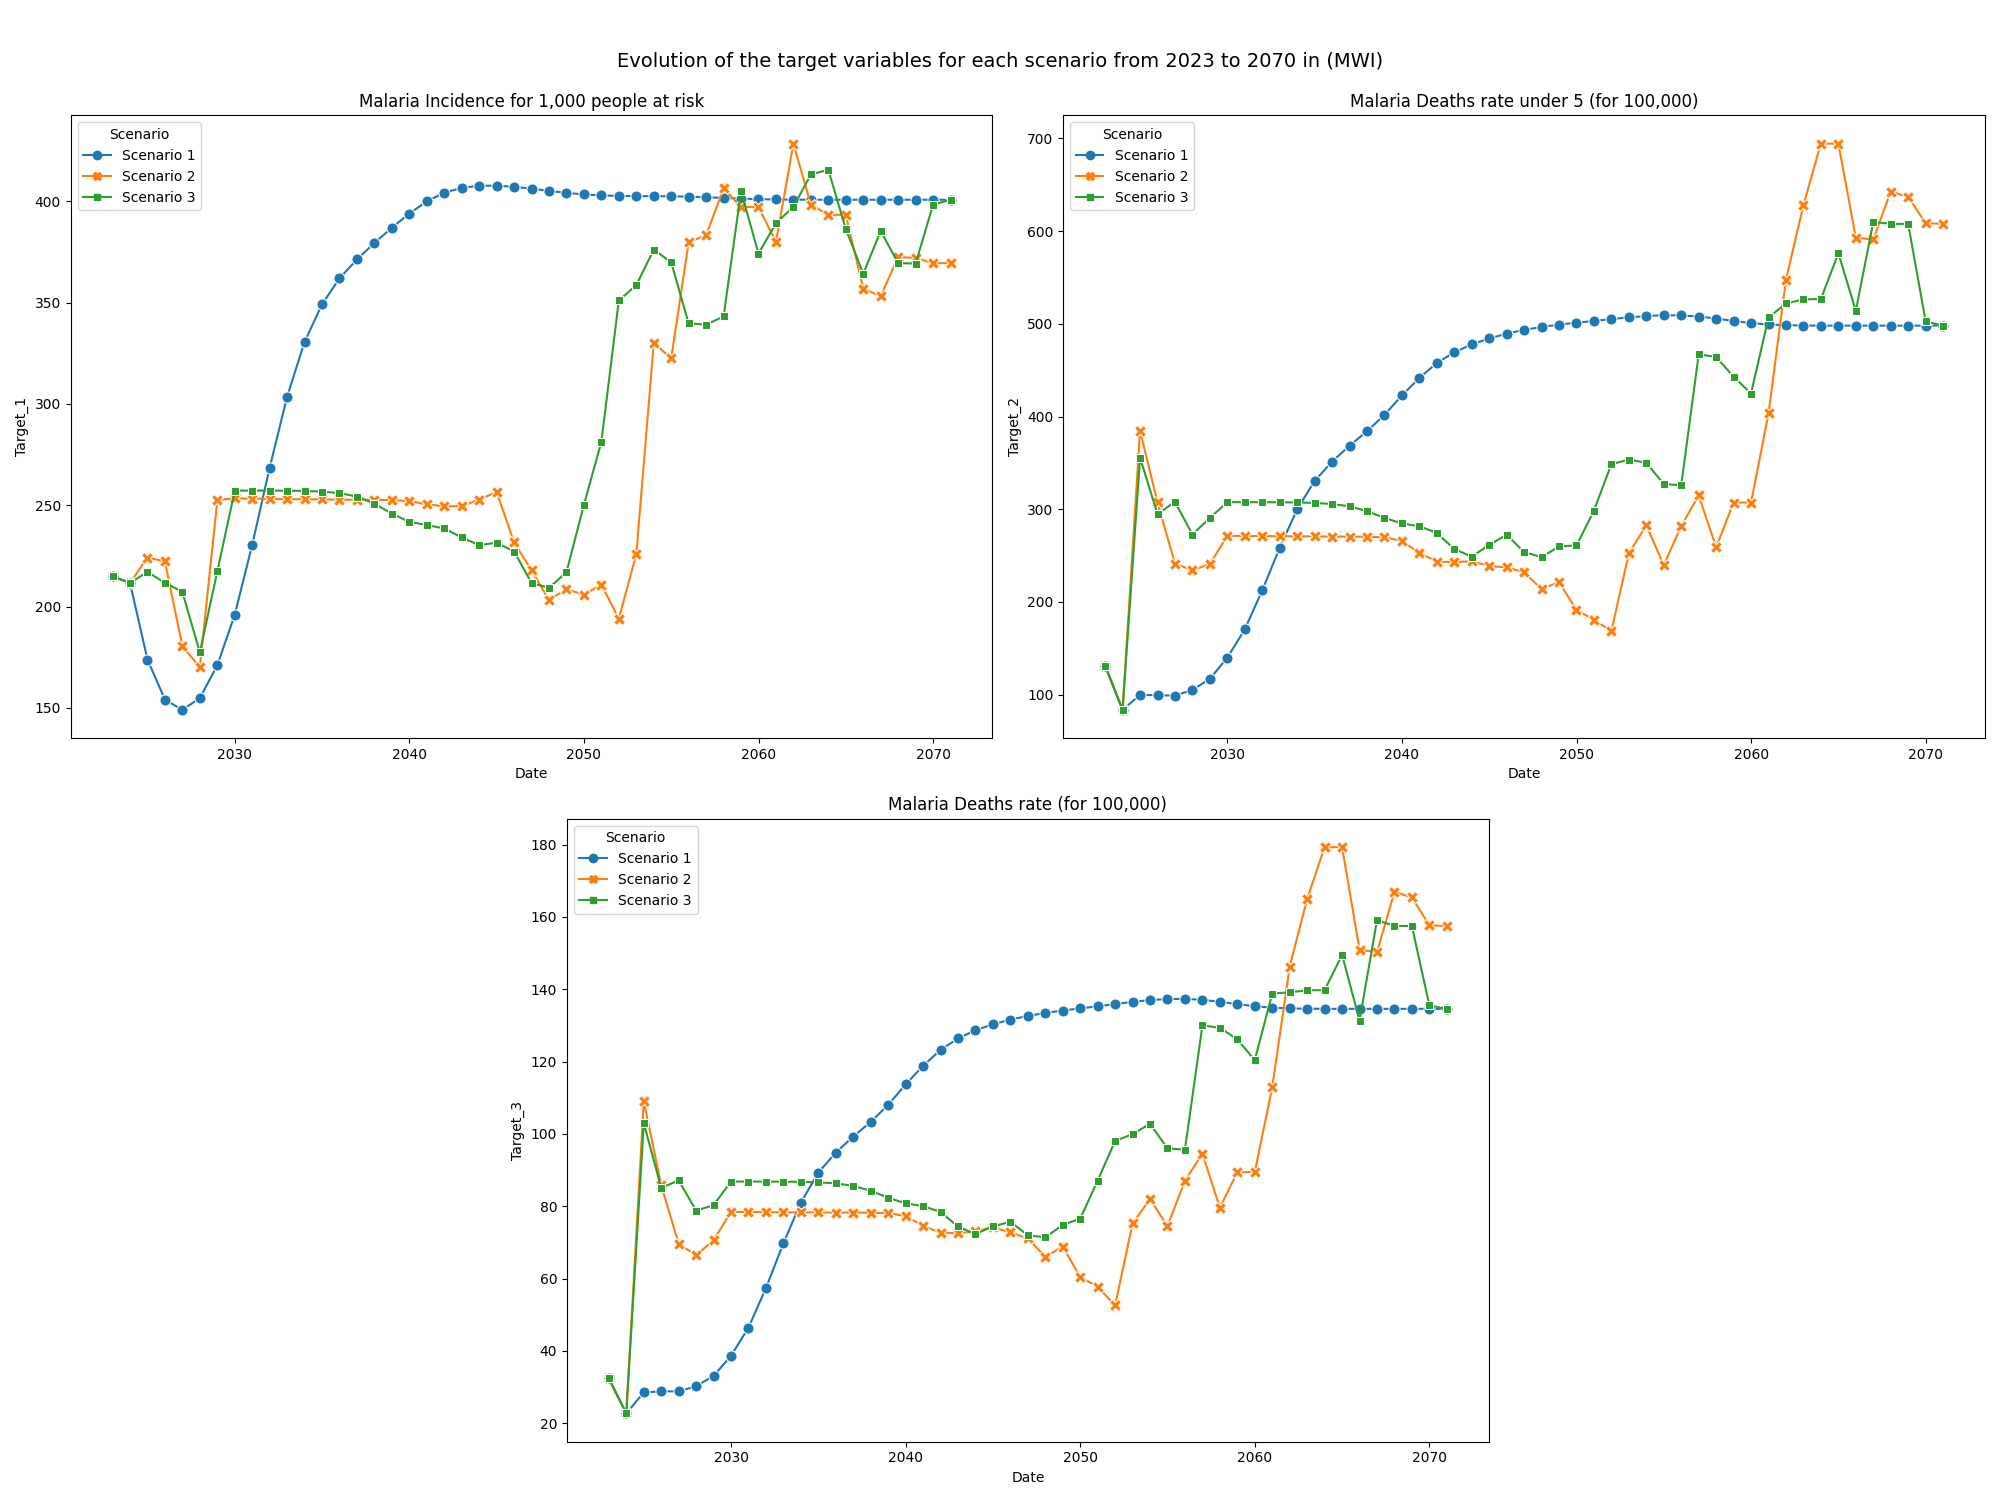 Evolution of the target variables for each scenario from 2023 to 2070 in (MWI)
Malaria Incidence for 1,000 people at risk
Scenario
Scenario 1
Scenario 2
Scenario 3
400
350
300
250
200
150
Target_1
2030 2040 2050 2060 2070
Date
Malaria Deaths rate under 5 (for 100,000)
Scenario
Scenario 1
Scenario 2
Scenario 3
700
600
500
400
300
200
100
Target_2
2030 2040 2050 2060 2070
Date
Malaria Deaths rate (for 100,000)
Scenario
Scenario 1
Scenario 2
Scenario 3
180
160
140
120
100
80
60
40
20
Target_3
2030 2040 2050 2060 2070
Date